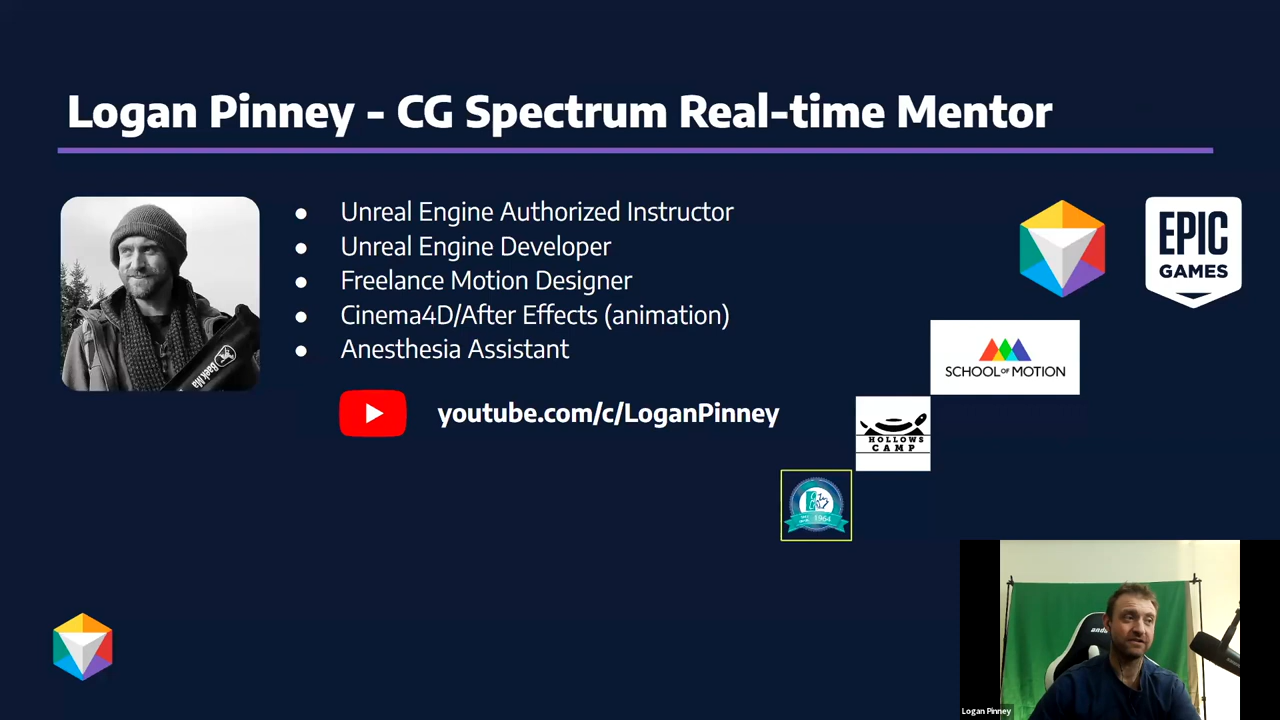 Logan Pinney - CG Spectrum Real-time Mentor
● Unreal Engine Authorized Instructor
● Unreal Engine Developer
● Freelance Motion Designer
● Cinema4D/After Effects (animation)
● Anesthesia Assistant
youtube.com/c/LoganPinney
EPIC
GAMES
SCHOOL OF MOTION
HOLLOWS
CAMP
1964
Logan Pinney